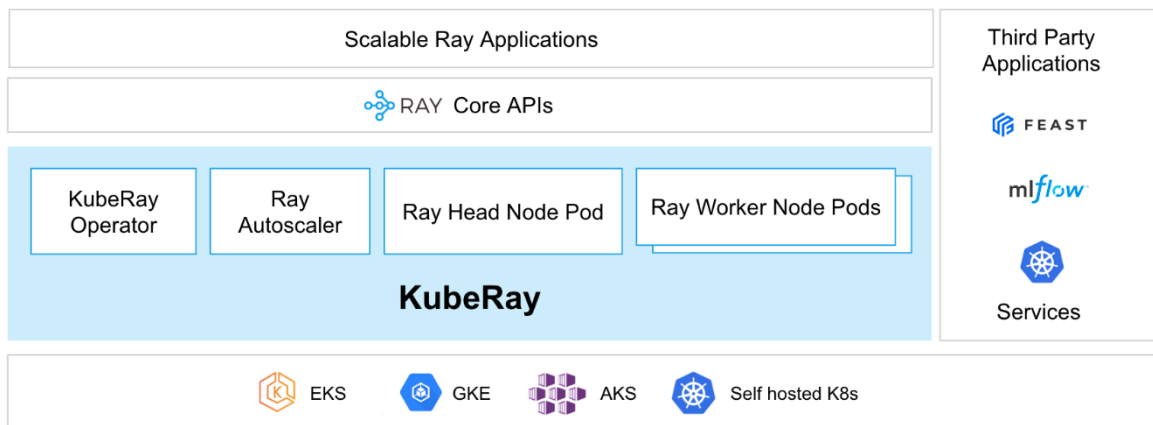 Scalable Ray Applications
RAY Core APIs
KubeRay
Operator
Ray
Autoscaler
Ray Head Node Pod
Ray Worker Node Pods
KubeRay
EKS
GKE
AKS
Self hosted K8s
Third Party
Applications
FEAST
mlflow
Services